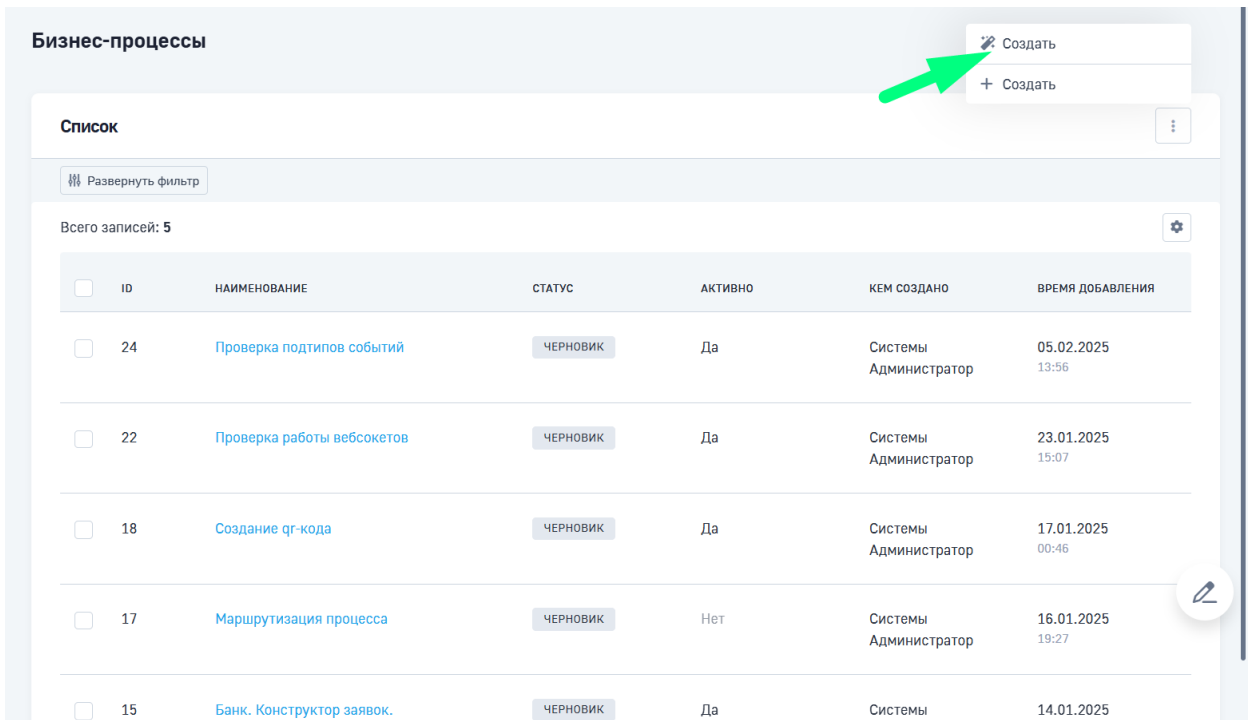 Бизнес-процессы
Создать
+ Создать
Список
Развернуть фильтр
Всего записей: 5
ID НАИМЕНОВАНИЕ СТАТУС АКТИВНО КЕМ СОЗДАНО ВРЕМЯ ДОБАВЛЕНИЯ
24 Проверка подтипов событий ЧЕРНОВИК Да Системы 05.02.2025
Администратор 13:56
22 Проверка работы вебсокетов ЧЕРНОВИК Да Системы 23.01.2025
Администратор 15:07
18 Создание qr-кода ЧЕРНОВИК Да Системы 17.01.2025
Администратор 00:46
17 Маршрутизация процесса ЧЕРНОВИК Нет Системы 16.01.2025
Администратор 19:27
15 Банк. Конструктор заявок. ЧЕРНОВИК Да Системы 14.01.2025